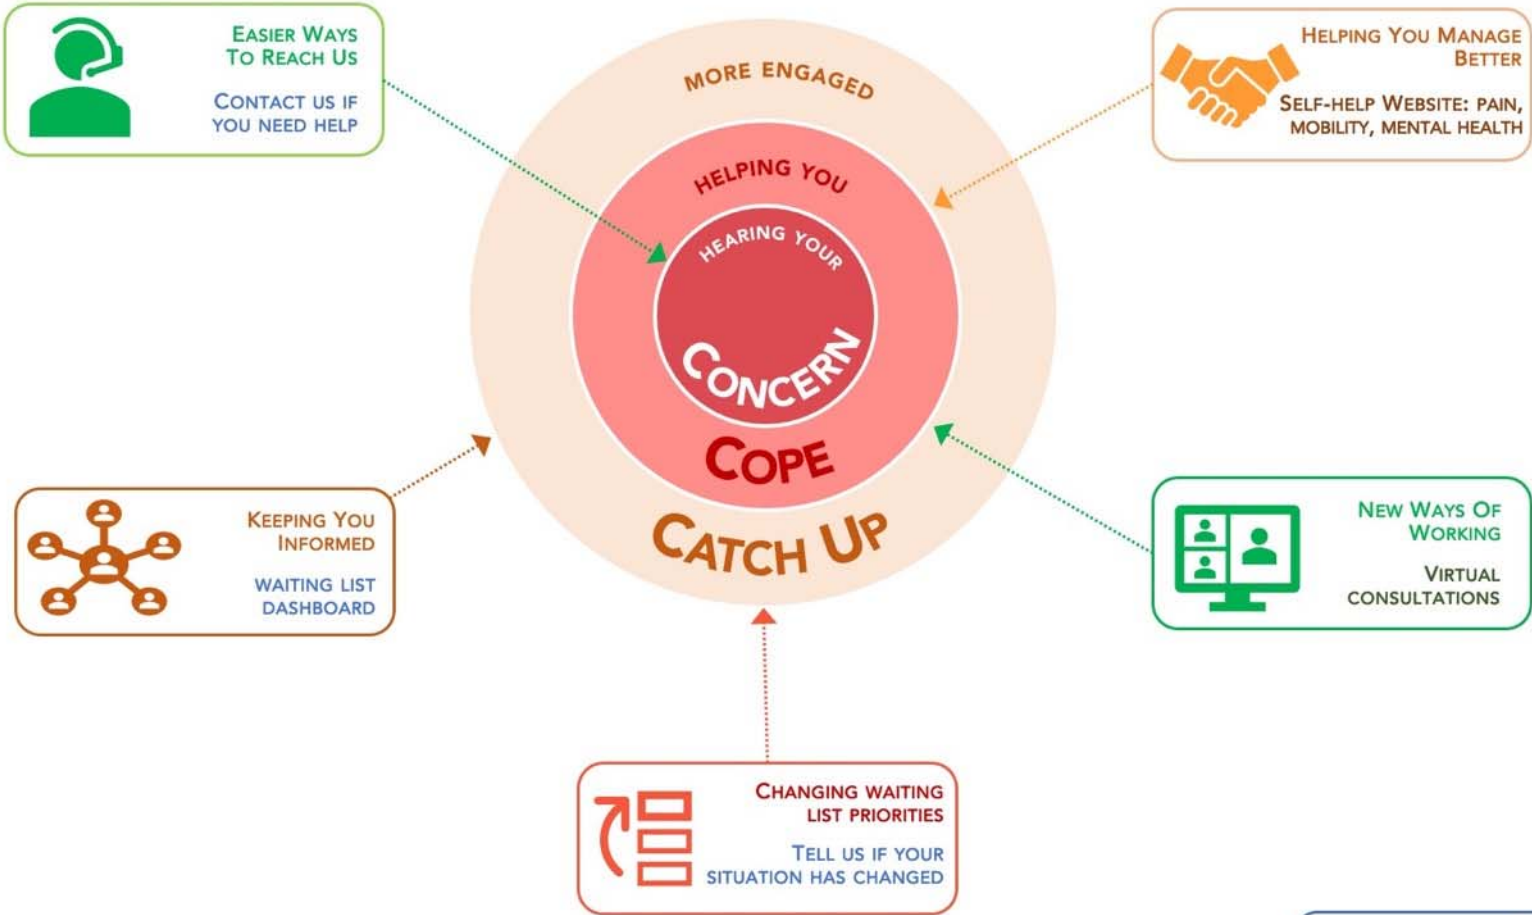 Easier Ways
To Reach Us
Contact us if
you need help
Helping You Manage
Better
Self-help Website: pain,
mobility, mental health
More engaged
Helping you
Hearing your
Concern
Cope
Catch Up
Keeping You
Informed
waiting list
dashboard
New Ways Of
Working
Virtual
consultations
Changing waiting
list priorities
Tell us if your
situation has changed